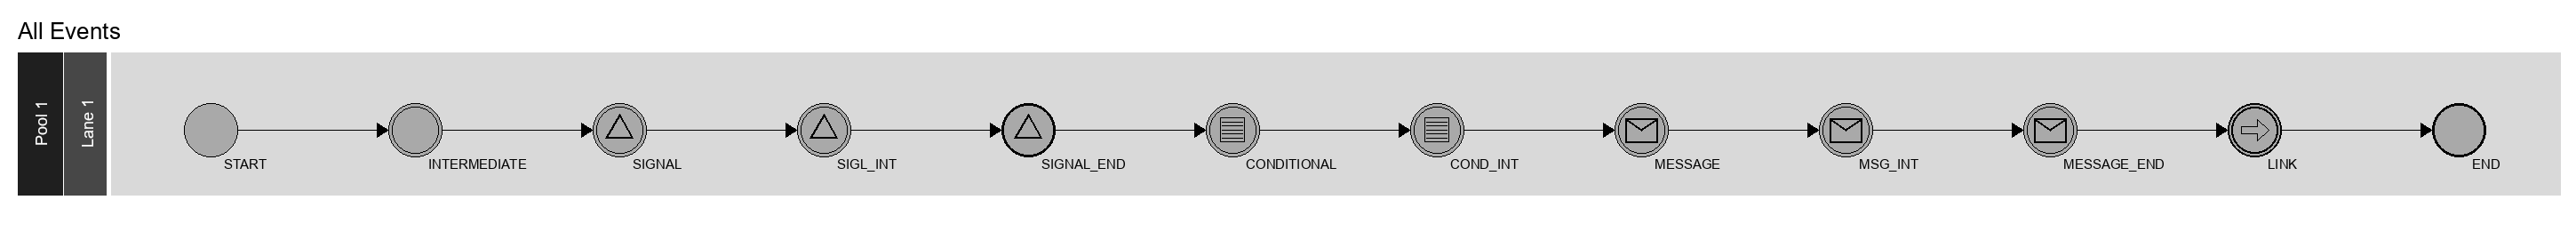 All Events
Pool 1
Lane 1
START
INTERMEDIATE
SIGNAL
SIGL_INT
SIGNAL_END
CONDITIONAL
COND_INT
MESSAGE
MSG_INT
MESSAGE_END
LINK
END